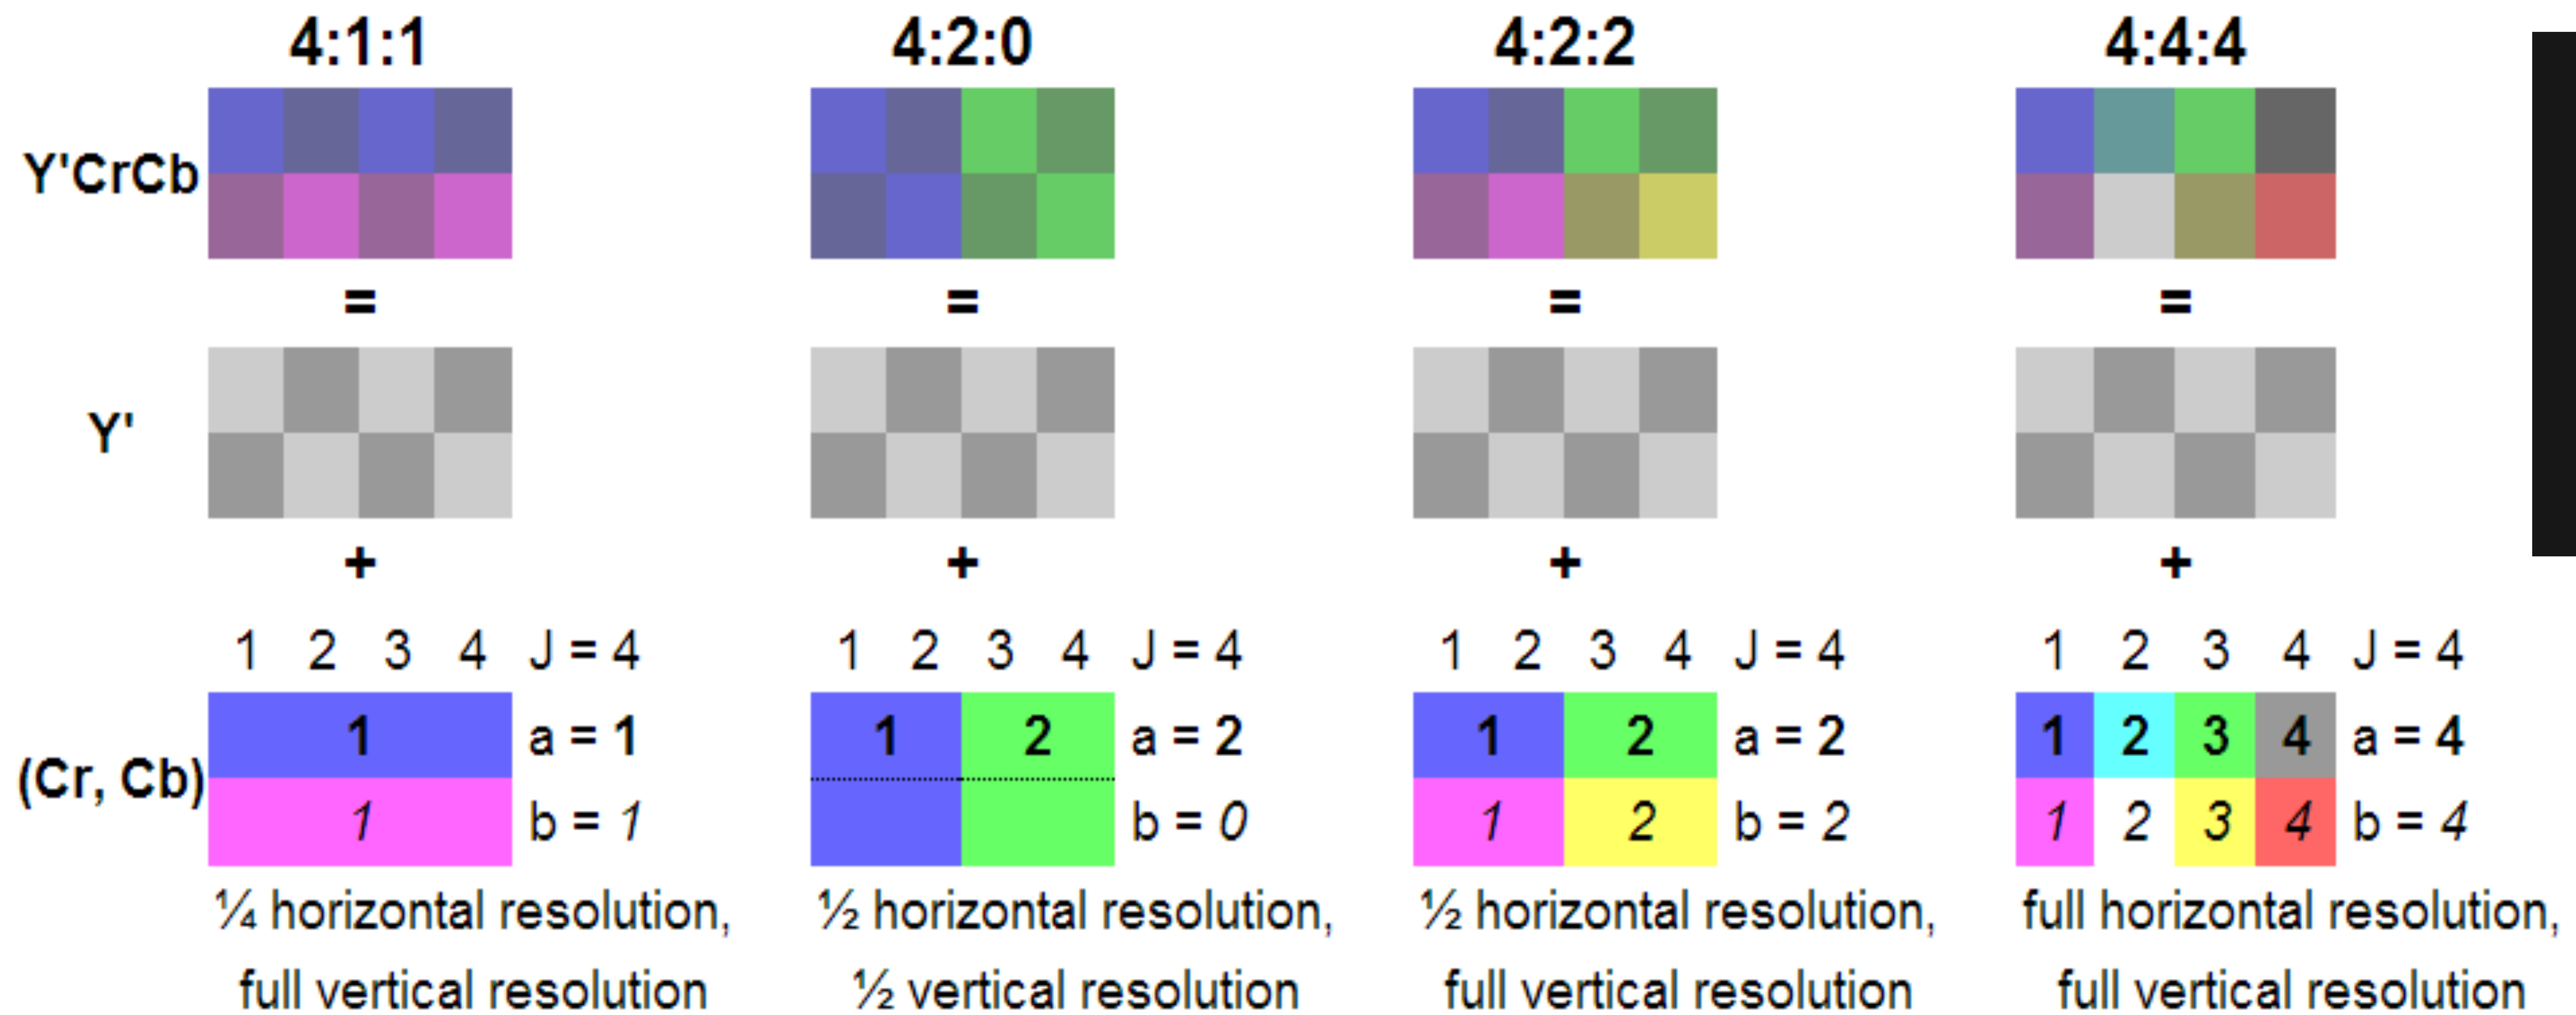 4:1:1 4:2:0 4:2:2 4:4:4
Y'CrCb
= = = =
Y'
+ + + +
1 2 3 4 J = 4 1 2 3 4 J = 4 1 2 3 4 J = 4 1 2 3 4 J = 4
1 a = 1 1 2 a = 2 1 2 a = 2 1 2 3 4 a = 4
(Cr, Cb)
1 b = 1 b = 0 1 2 b = 2 1 2 3 4 b = 4
¼ horizontal resolution, ½ horizontal resolution, ½ horizontal resolution, full horizontal resolution,
full vertical resolution ½ vertical resolution full vertical resolution full vertical resolution